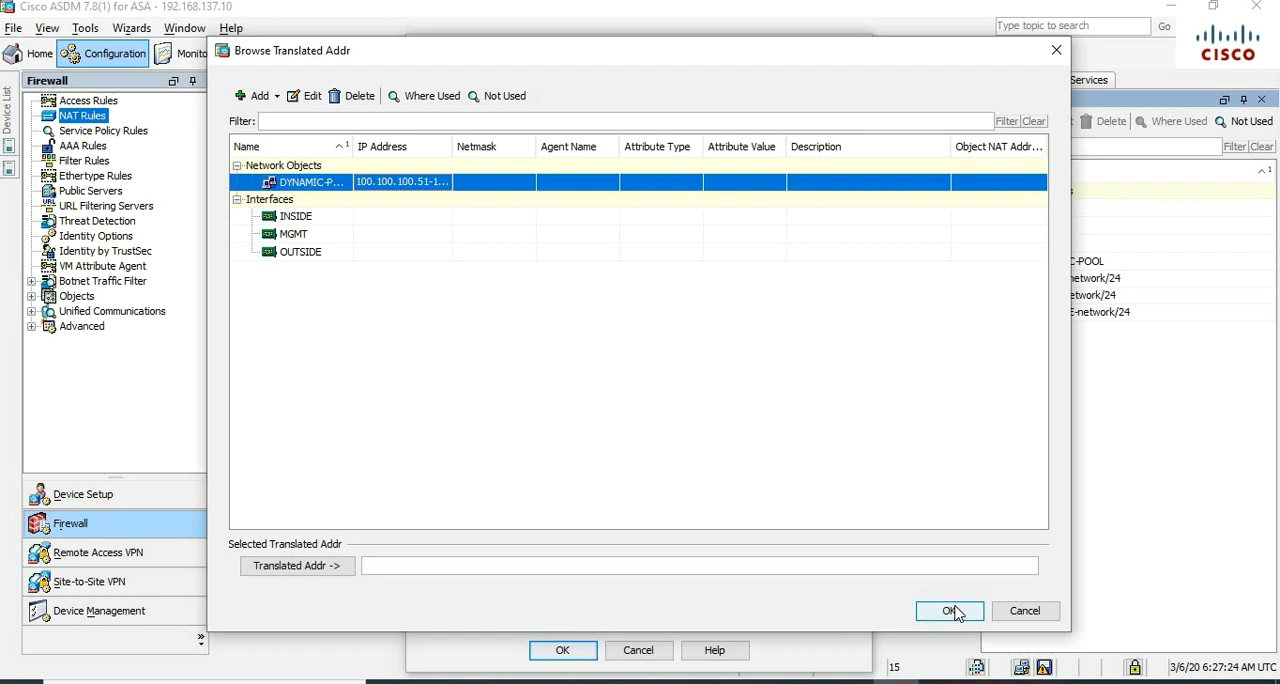 Cisco ASDM 7.8(1) for ASA - 192.168.137.10
File View Tools Wizards Window Help
Type topic to search Go
CISCO
Home Configuration Monito
Device List
Firewall
Access Rules
NAT Rules
Service Policy Rules
AAA Rules
Filter Rules
Ethertype Rules
Public Servers
URL
URL Filtering Servers
Threat Detection
Identity Options
Identity by TrustSec
VM Attribute Agent
Botnet Traffic Filter
Objects
Unified Communications
Advanced
Device Setup
Firewall
Remote Access VPN
Site-to-Site VPN
Device Management
Browse Translated Addr
Add Edit Delete Where Used Not Used
Filter: Filter Clear
Name 1 IP Address Netmask Agent Name Attribute Type Attribute Value Description Object NAT Addr...
Network Objects
DYNAMIC-P... 100.100.100.51-1...
Interfaces
INSIDE
MGMT
OUTSIDE
Selected Translated Addr
Translated Addr ->
OK Cancel
OK Cancel Help
Services
Delete Where Used Not Used
Filter Clear
1
s
C-POOL
network/24
etwork/24
E-network/24
15 3/6/20 6:27:24 AM UTC